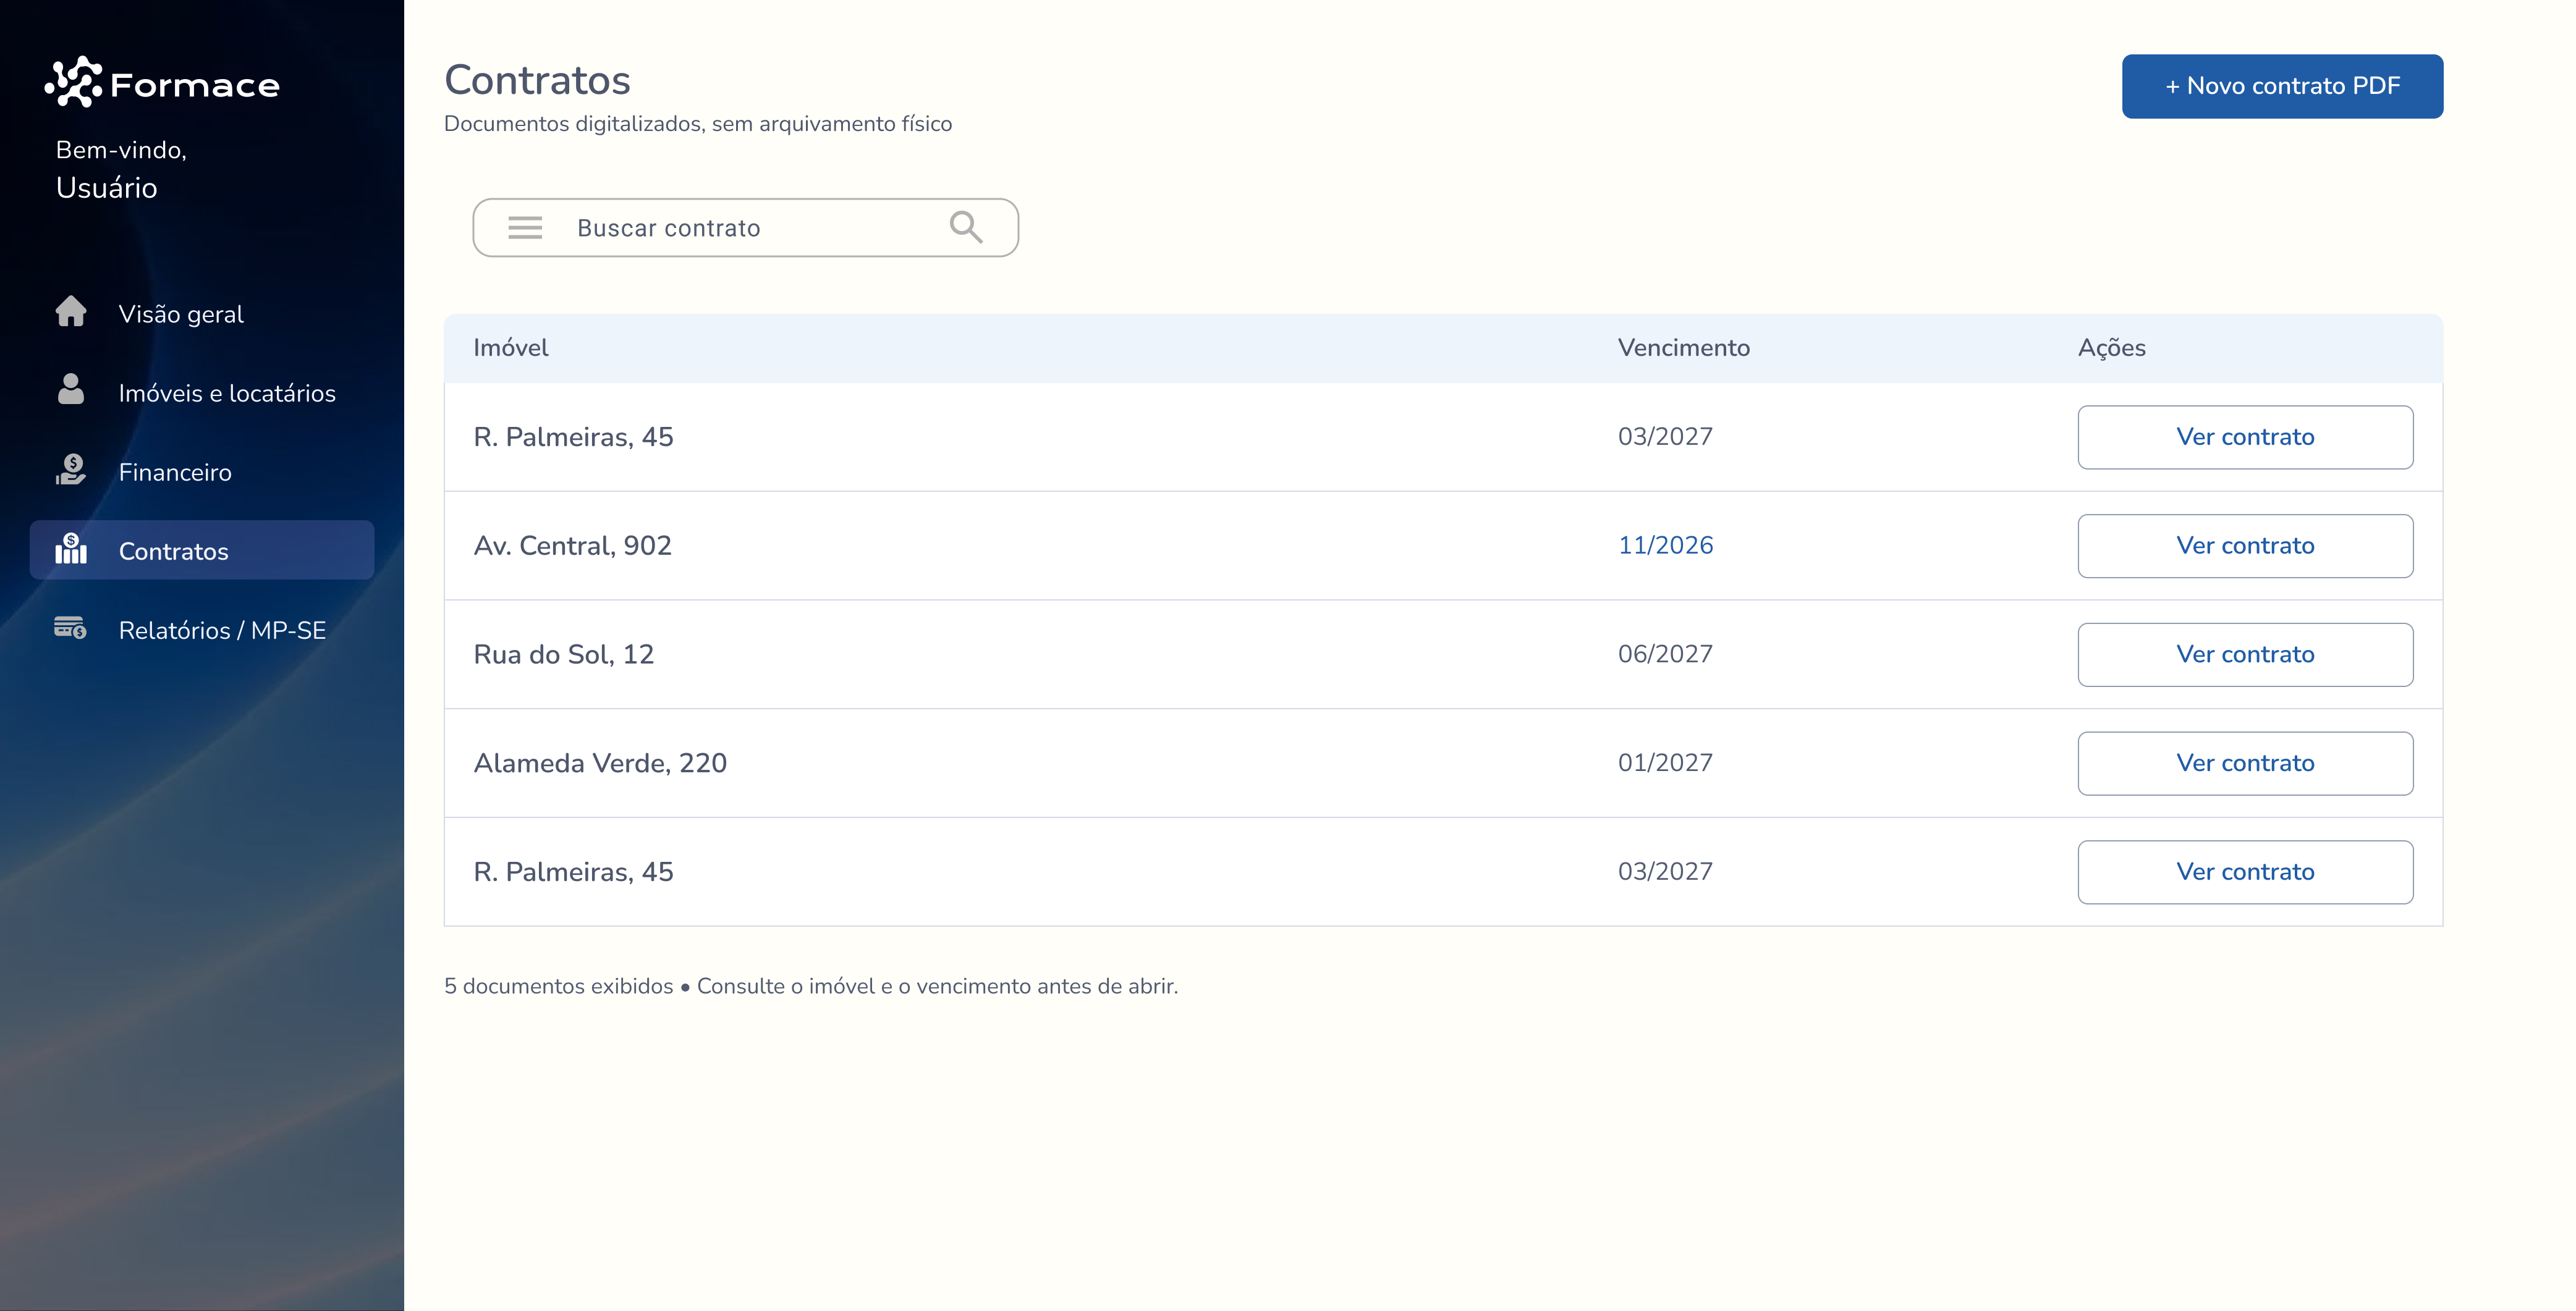 Formace
Bem-vindo,
Usuário
Visão geral
Imóveis e locatários
Financeiro
Contratos
Relatórios / MP-SE
Contratos
Documentos digitalizados, sem arquivamento físico
+ Novo contrato PDF
Buscar contrato
Imóvel Vencimento Ações
R. Palmeiras, 45 03/2027 Ver contrato
Av. Central, 902 11/2026 Ver contrato
Rua do Sol, 12 06/2027 Ver contrato
Alameda Verde, 220 01/2027 Ver contrato
R. Palmeiras, 45 03/2027 Ver contrato
5 documentos exibidos • Consulte o imóvel e o vencimento antes de abrir.